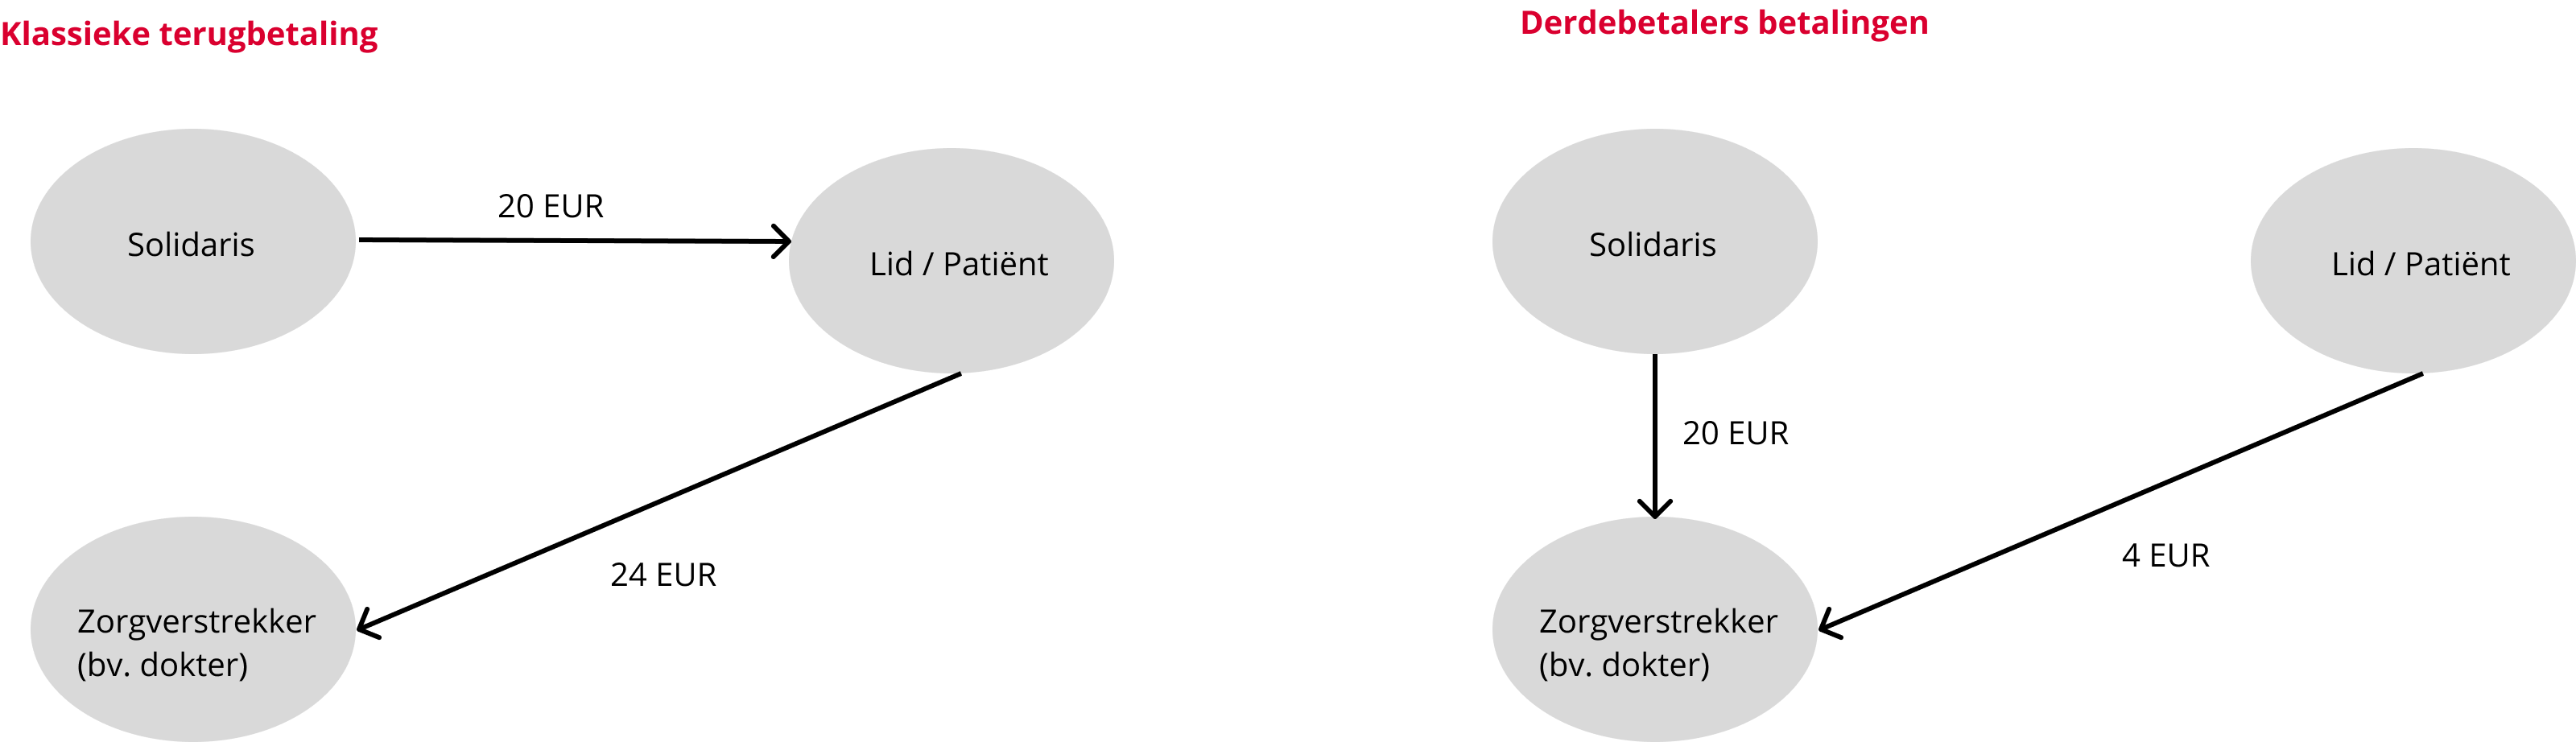 Klassieke terugbetaling
Solidaris
20 EUR
Lid / Patiënt
24 EUR
Zorgverstrekker
(bv. dokter)
Derdebetalers betalingen
Solidaris
Lid / Patiënt
20 EUR
4 EUR
Zorgverstrekker
(bv. dokter)